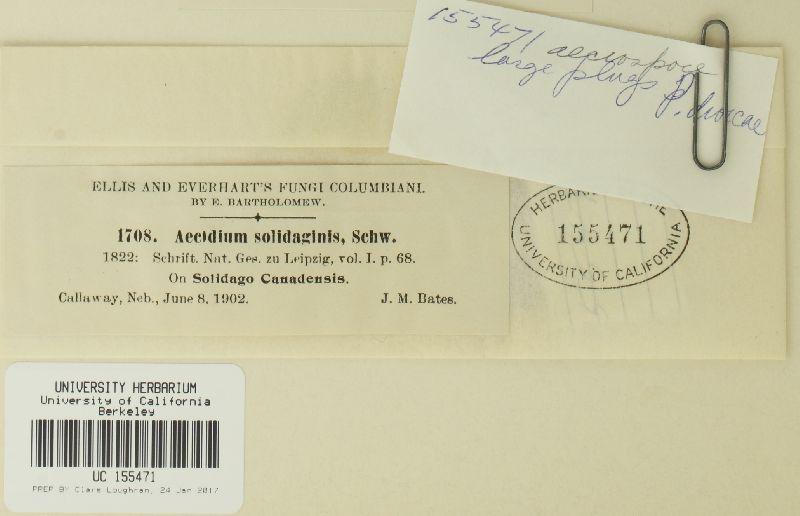 155471 aeciospore
large plugs
P. dioicae
ELLIS AND EVERHART'S FUNGI COLUMBIANI.
BY E. BARTHOLOMEW.
1708. Aecidium solidaginis, Schw.
1822: Schrift. Nat. Ges. zu Leipzig, vol. I. p. 68.
On Solidago Canadensis.
Callaway, Neb., June 8, 1902. J. M. Bates.
HERBARIUM
155471
UNIVERSITY OF CALIFORNIA
UNIVERSITY HERBARIUM
University of California
Berkeley
UC 155471
PREP BY Clare Loughran, 24 Jan 2017